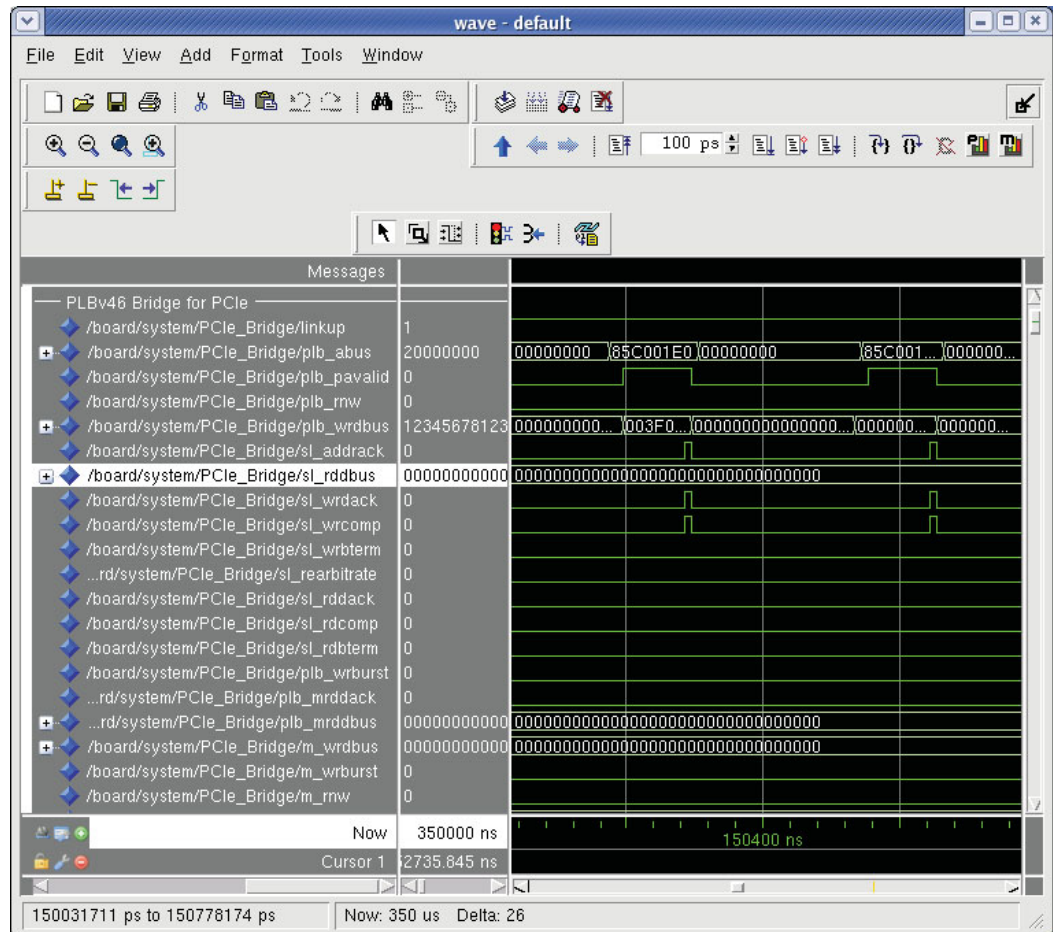 wave - default
File Edit View Add Format Tools Window
100 ps
Messages
PLBv46 Bridge for PCIe
/board/system/PCIe_Bridge/linkup 1
/board/system/PCIe_Bridge/plb_abus 20000000 00000000 85C001E0 00000000 85C001... 000000...
/board/system/PCIe_Bridge/plb_pavalid 0
/board/system/PCIe_Bridge/plb_rnw 0
/board/system/PCIe_Bridge/plb_wrdbus 12345678123 000000000... 003F0... 0000000000000000... 000000... 000000...
/board/system/PCIe_Bridge/sl_addrack 0
/board/system/PCIe_Bridge/sl_rddbus 00000000000 00000000000000000000000000000000
/board/system/PCIe_Bridge/sl_wrdack 0
/board/system/PCIe_Bridge/sl_wrcomp 0
/board/system/PCIe_Bridge/sl_wrbterm 0
...rd/system/PCIe_Bridge/sl_rearbitrate 0
/board/system/PCIe_Bridge/sl_rddack 0
/board/system/PCIe_Bridge/sl_rdcomp 0
/board/system/PCIe_Bridge/sl_rdbterm 0
/board/system/PCIe_Bridge/plb_wrburst 0
...rd/system/PCIe_Bridge/plb_mrddack 0
...rd/system/PCIe_Bridge/plb_mrddbus 00000000000 00000000000000000000000000000000
/board/system/PCIe_Bridge/m_wrdbus 00000000000 00000000000000000000000000000000
/board/system/PCIe_Bridge/m_wrburst 0
/board/system/PCIe_Bridge/m_rnw 0
Now 350000 ns 150400 ns
Cursor 1 2735.845 ns
150031711 ps to 150778174 ps Now: 350 us Delta: 26